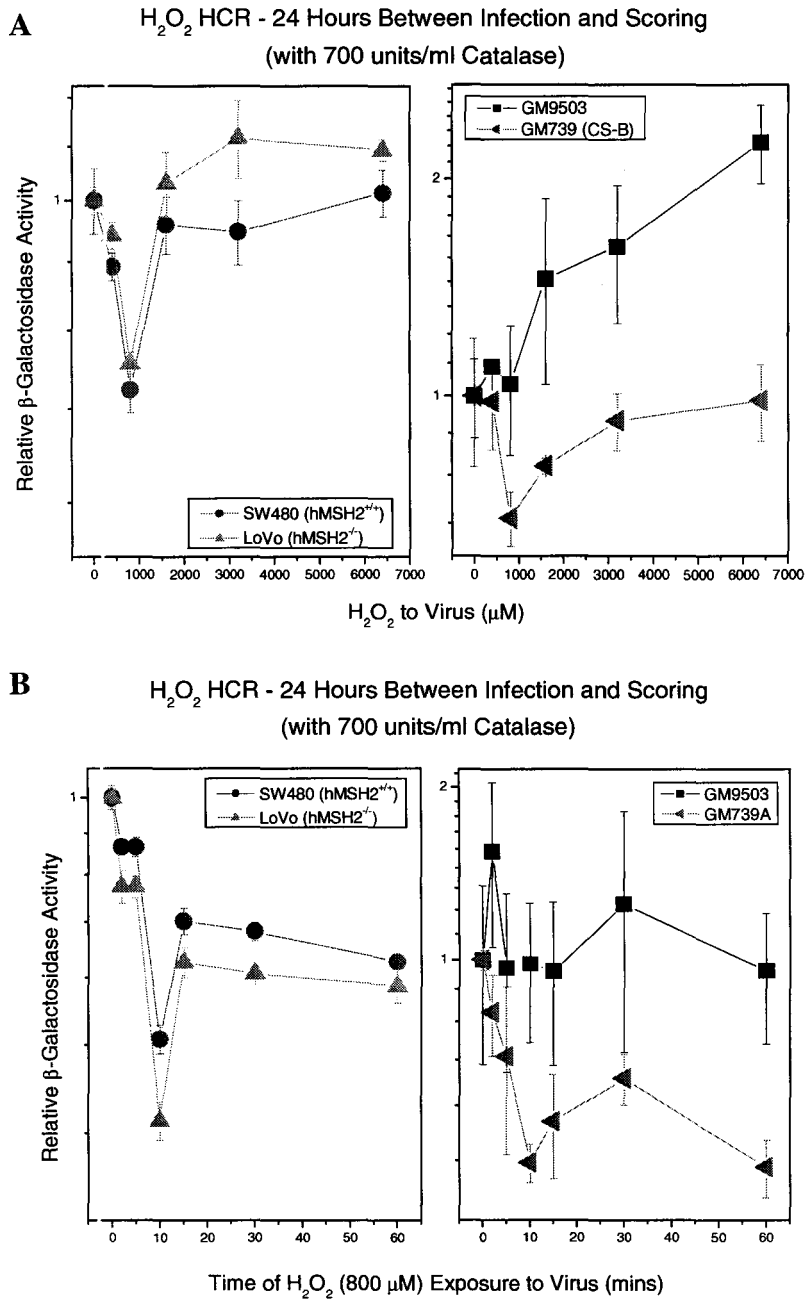 A
H₂O₂ HCR - 24 Hours Between Infection and Scoring
(with 700 units/ml Catalase)
Relative β-Galactosidase Activity
1
SW480 (hMSH2⁺/⁺)
LoVo (hMSH2⁻/⁻)
0 1000 2000 3000 4000 5000 6000 7000
GM9503
GM739 (CS-B)
2
1
0 1000 2000 3000 4000 5000 6000 7000
H₂O₂ to Virus (µM)
B
H₂O₂ HCR - 24 Hours Between Infection and Scoring
(with 700 units/ml Catalase)
Relative β-Galactosidase Activity
1
SW480 (hMSH2⁺/⁺)
LoVo (hMSH2⁻/⁻)
0 10 20 30 40 50 60
GM9503
GM739A
2
1
0 10 20 30 40 50 60
Time of H₂O₂ (800 µM) Exposure to Virus (mins)